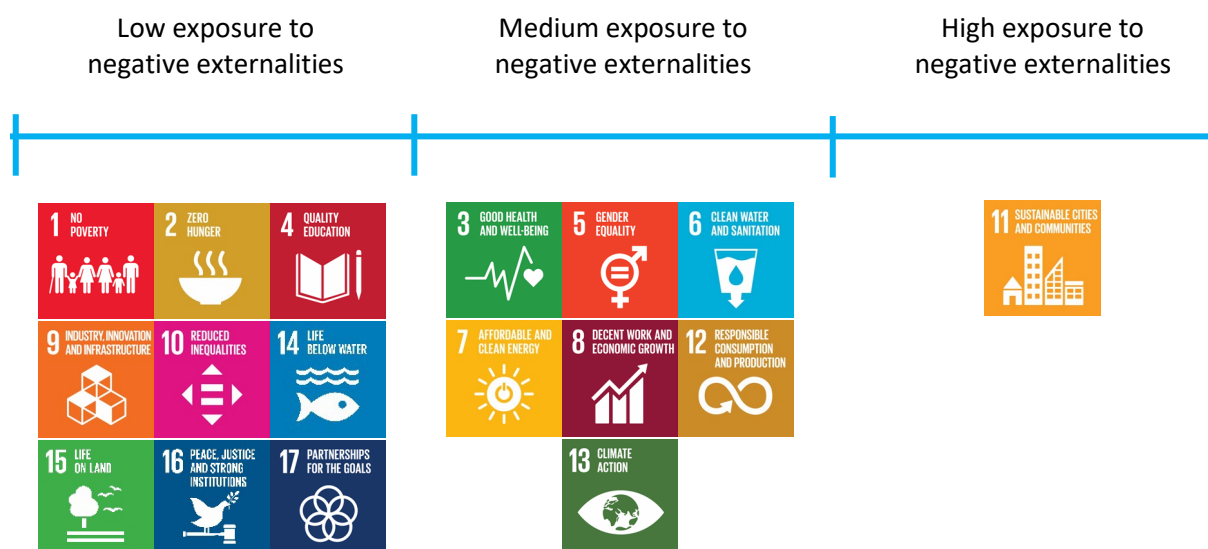 Low exposure to
negative externalities
Medium exposure to
negative externalities
High exposure to
negative externalities
1 NO
POVERTY
2 ZERO
HUNGER
4 QUALITY
EDUCATION
3 GOOD HEALTH
AND WELL-BEING
5 GENDER
EQUALITY
6 CLEAN WATER
AND SANITATION
11 SUSTAINABLE CITIES
AND COMMUNITIES
9 INDUSTRY, INNOVATION
AND INFRASTRUCTURE
10 REDUCED
INEQUALITIES
14 LIFE
BELOW WATER
7 AFFORDABLE AND
CLEAN ENERGY
8 DECENT WORK AND
ECONOMIC GROWTH
12 RESPONSIBLE
CONSUMPTION
AND PRODUCTION
15 LIFE
ON LAND
16 PEACE, JUSTICE
AND STRONG
INSTITUTIONS
17 PARTNERSHIPS
FOR THE GOALS
13 CLIMATE
ACTION